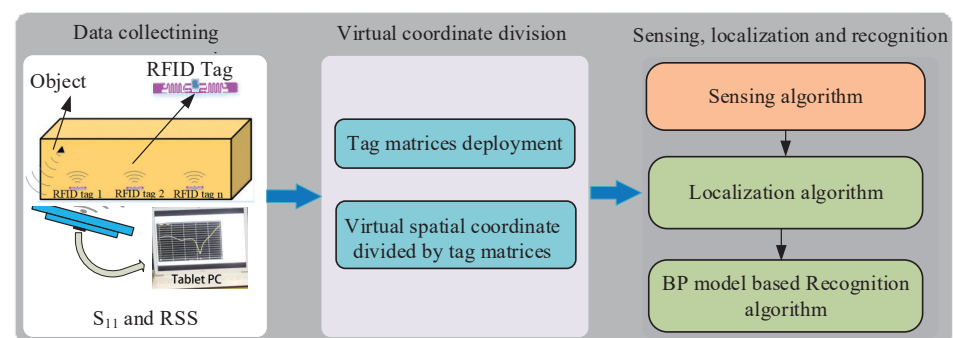 Data collectining
Object
RFID Tag
RFID tag 1
RFID tag 2
RFID tag n
Tablet PC
S₁₁ and RSS
Virtual coordinate division
Tag matrices deployment
Virtual spatial coordinate
divided by tag matrices
Sensing, localization and recognition
Sensing algorithm
Localization algorithm
BP model based Recognition
algorithm